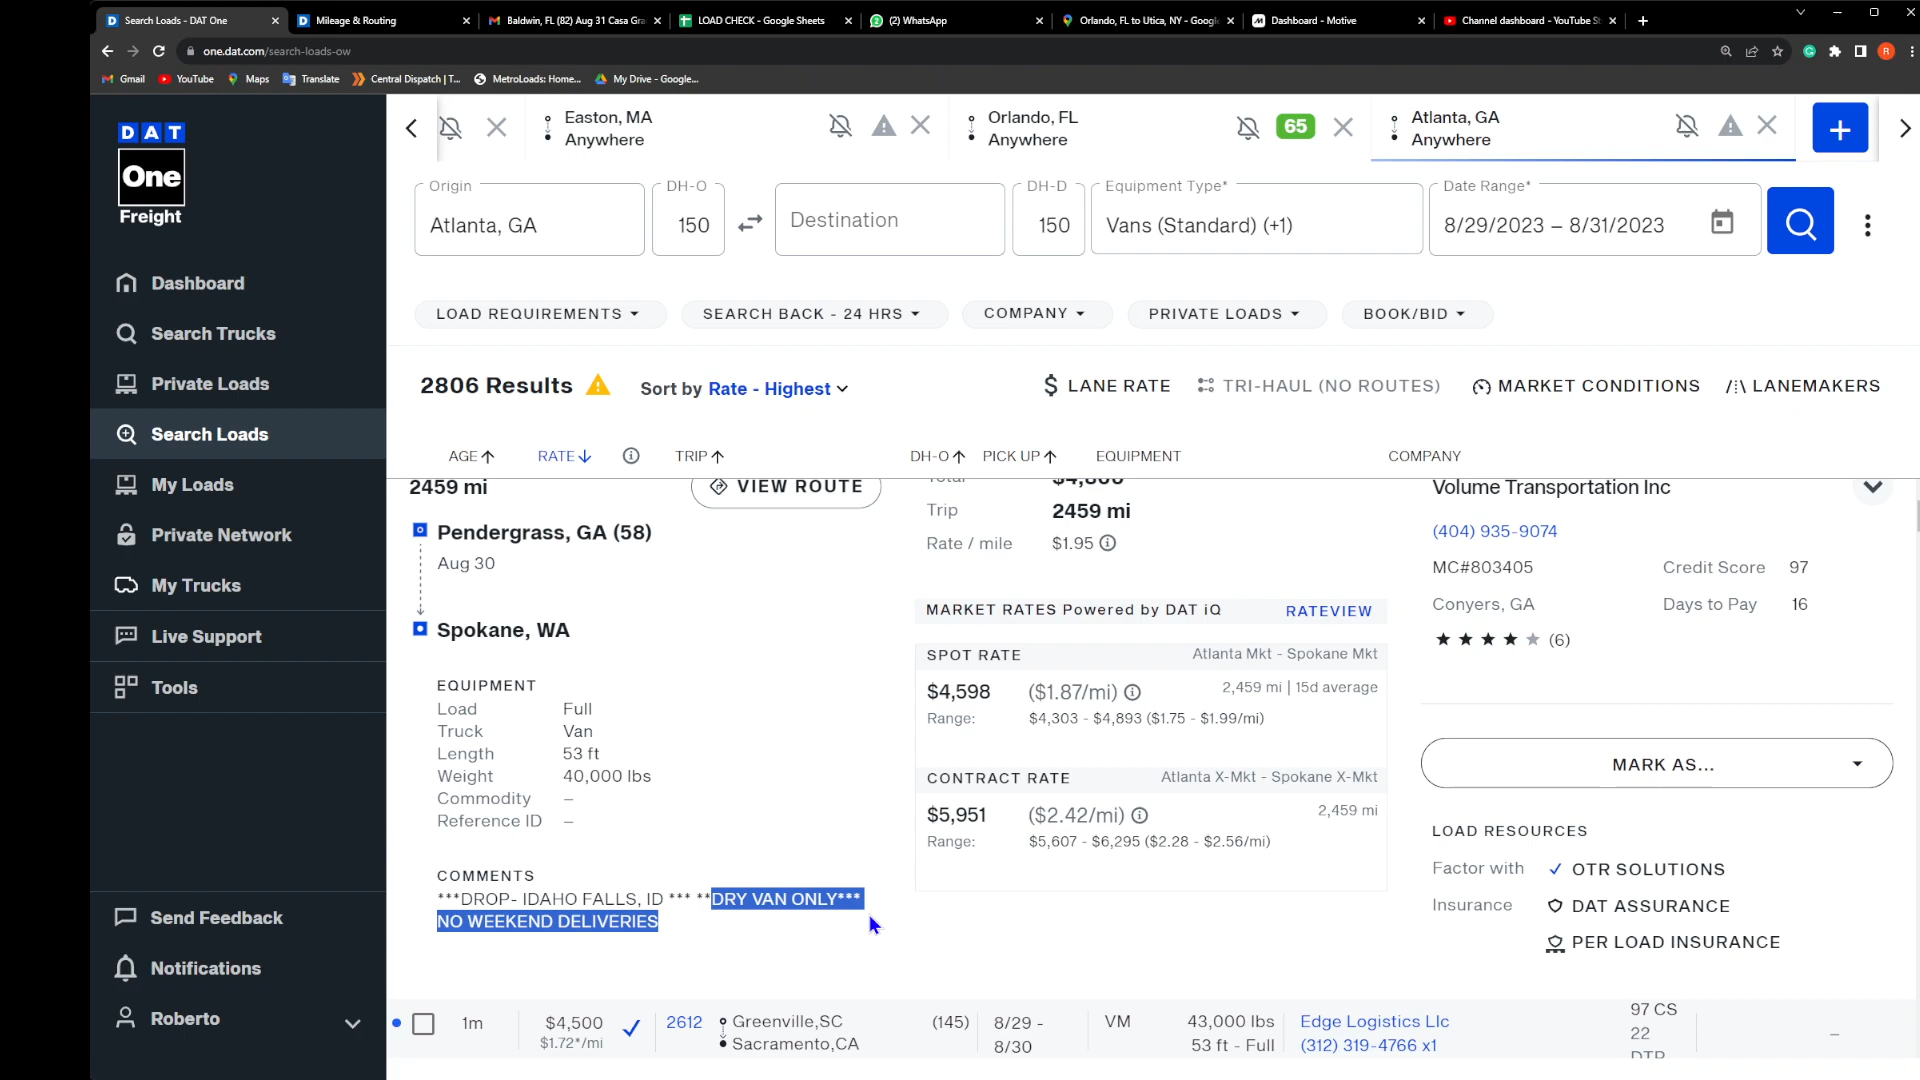 Search Loads - DAT One
Mileage & Routing
Baldwin, FL (82) Aug 31 Casa Gra
LOAD CHECK - Google Sheets
(2) WhatsApp
Orlando, FL to Utica, NY - Google
Dashboard - Motive
Channel dashboard - YouTube St
one.dat.com/search-loads-ow
R
Gmail
YouTube
Maps
Translate
Central Dispatch | T...
MetroLoads: Home...
My Drive - Google...
DAT
One
Freight
Dashboard
Search Trucks
Private Loads
Search Loads
My Loads
Private Network
My Trucks
Live Support
Tools
Send Feedback
Notifications
Roberto
Easton, MA
Anywhere
Orlando, FL
Anywhere
65
Atlanta, GA
Anywhere
Origin
Atlanta, GA
DH-O
150
Destination
DH-D
150
Equipment Type*
Vans (Standard) (+1)
Date Range*
8/29/2023 – 8/31/2023
LOAD REQUIREMENTS
SEARCH BACK - 24 HRS
COMPANY
PRIVATE LOADS
BOOK/BID
2806 Results
Sort by Rate - Highest
LANE RATE
TRI-HAUL (NO ROUTES)
MARKET CONDITIONS
LANEMAKERS
AGE
RATE
TRIP
DH-O
PICK UP
EQUIPMENT
COMPANY
2459 mi
VIEW ROUTE
Pendergrass, GA (58)
Aug 30
Spokane, WA
EQUIPMENT
Load Full
Truck Van
Length 53 ft
Weight 40,000 lbs
Commodity –
Reference ID –
COMMENTS
***DROP- IDAHO FALLS, ID *** **DRY VAN ONLY***
NO WEEKEND DELIVERIES
Total
Trip 2459 mi
Rate / mile $1.95
MARKET RATES Powered by DAT iQ RATEVIEW
SPOT RATE Atlanta Mkt - Spokane Mkt
$4,598 ($1.87/mi) 2,459 mi | 15d average
Range: $4,303 - $4,893 ($1.75 - $1.99/mi)
CONTRACT RATE Atlanta X-Mkt - Spokane X-Mkt
$5,951 ($2.42/mi) 2,459 mi
Range: $5,607 - $6,295 ($2.28 - $2.56/mi)
Volume Transportation Inc
(404) 935-9074
MC#803405 Credit Score 97
Conyers, GA Days to Pay 16
(6)
MARK AS...
LOAD RESOURCES
Factor with OTR SOLUTIONS
Insurance DAT ASSURANCE
PER LOAD INSURANCE
1m
$4,500
$1.72*/mi
2612
Greenville,SC
Sacramento,CA
(145)
8/29 -
8/30
VM
43,000 lbs
53 ft - Full
Edge Logistics Llc
(312) 319-4766 x1
97 CS
22
DTP
–